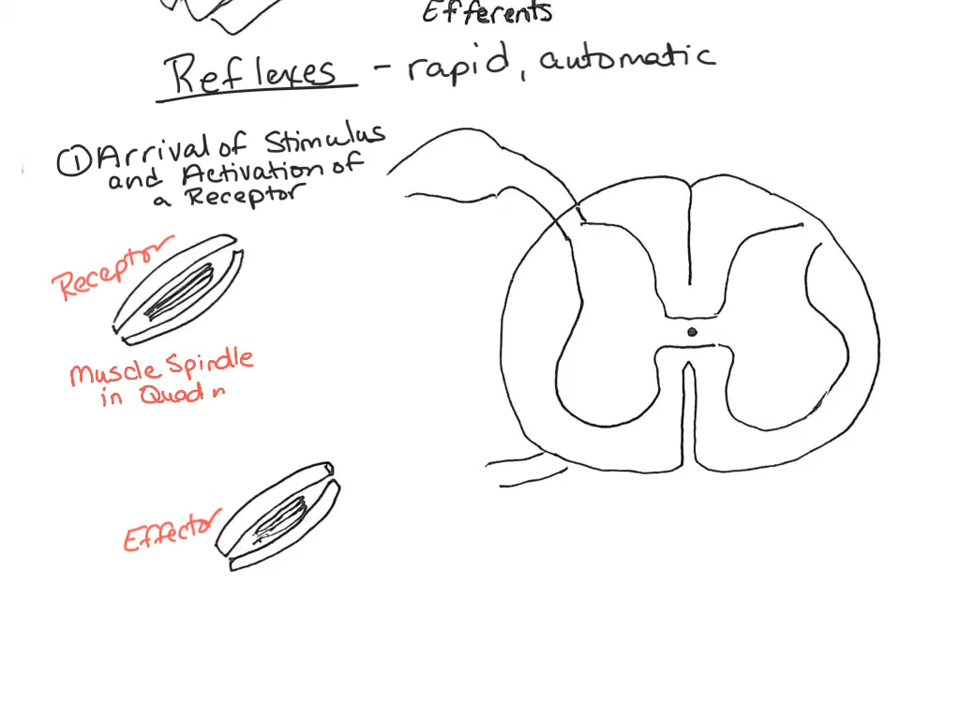 Efferents
Reflexes - rapid, automatic
① Arrival of Stimulus
and Activation of
a Receptor
Receptor
Muscle Spindle
in Quad r
Effector